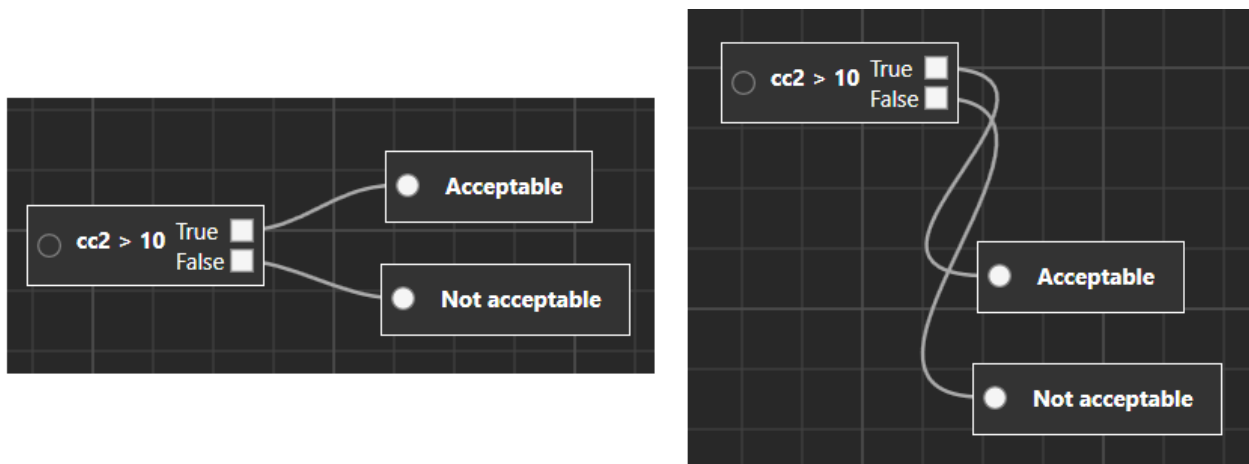 Acceptable
cc2 > 10 True
False
Not acceptable
cc2 > 10 True
False
Acceptable
Not acceptable